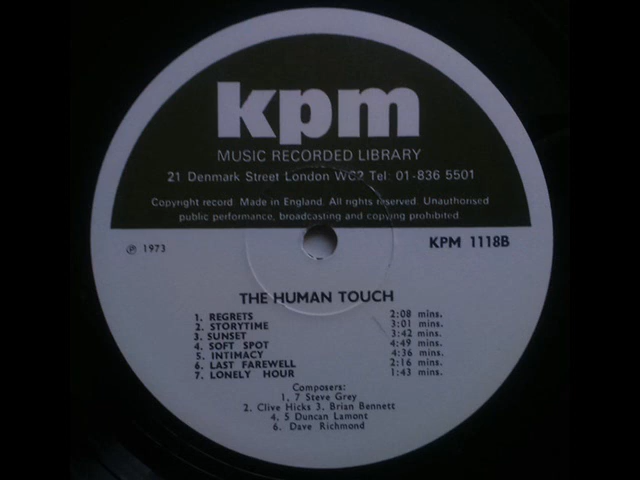 kpm
MUSIC RECORDED LIBRARY
21 Denmark Street London WC2 Tel 01-836 5501
Copyright record. Made in England. All rights reserved. Unauthorised
public performance, broadcasting and copying prohibited
℗ 1973
KPM 1118B
THE HUMAN TOUCH
1. REGRETS 2:08 mins.
2. STORYTIME 3:01 mins.
3. SUNSET 3:42 mins.
4. SOFT SPOT 4:49 mins.
5. INTIMACY 4:36 mins.
6. LAST FAREWELL 2:16 mins.
7. LONELY HOUR 1:43 mins.
Composers:
1, 7 Steve Grey
2. Clive Hicks 3. Brian Bennett
4, 5 Duncan Lamont
6. Dave Richmond